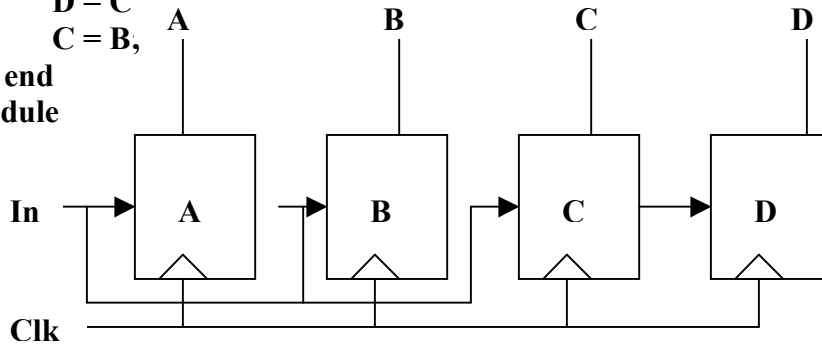 D = C
C = B;
end
dule
A B C D
In A B C D
Clk